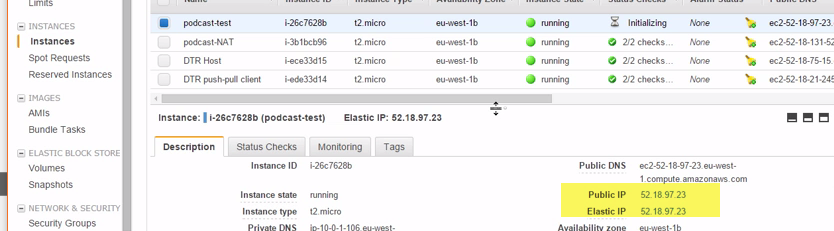 Limits
INSTANCES
Instances
Spot Requests
Reserved Instances
IMAGES
AMIs
Bundle Tasks
ELASTIC BLOCK STORE
Volumes
Snapshots
NETWORK & SECURITY
Security Groups
Name Instance ID Instance Type Availability Zone Instance State Status Checks Alarm Status Public DNS
podcast-test i-26c7628b t2.micro eu-west-1b running Initializing None ec2-52-18-97-23.
podcast-NAT i-3b1bcb96 t2.micro eu-west-1b running 2/2 checks... None ec2-52-18-131-52
DTR Host i-ece33d15 t2.micro eu-west-1b running 2/2 checks... None ec2-52-18-75-15.
DTR push-pull client i-ede33d14 t2.micro eu-west-1b running 2/2 checks... None ec2-52-18-21-245
Instance: i-26c7628b (podcast-test) Elastic IP: 52.18.97.23
Description Status Checks Monitoring Tags
Instance ID i-26c7628b
Instance state running
Instance type t2.micro
Private DNS ip-10-0-1-106.eu-west-
Public DNS ec2-52-18-97-23.eu-west-
1.compute.amazonaws.com
Public IP 52.18.97.23
Elastic IP 52.18.97.23
Availability zone eu-west-1b